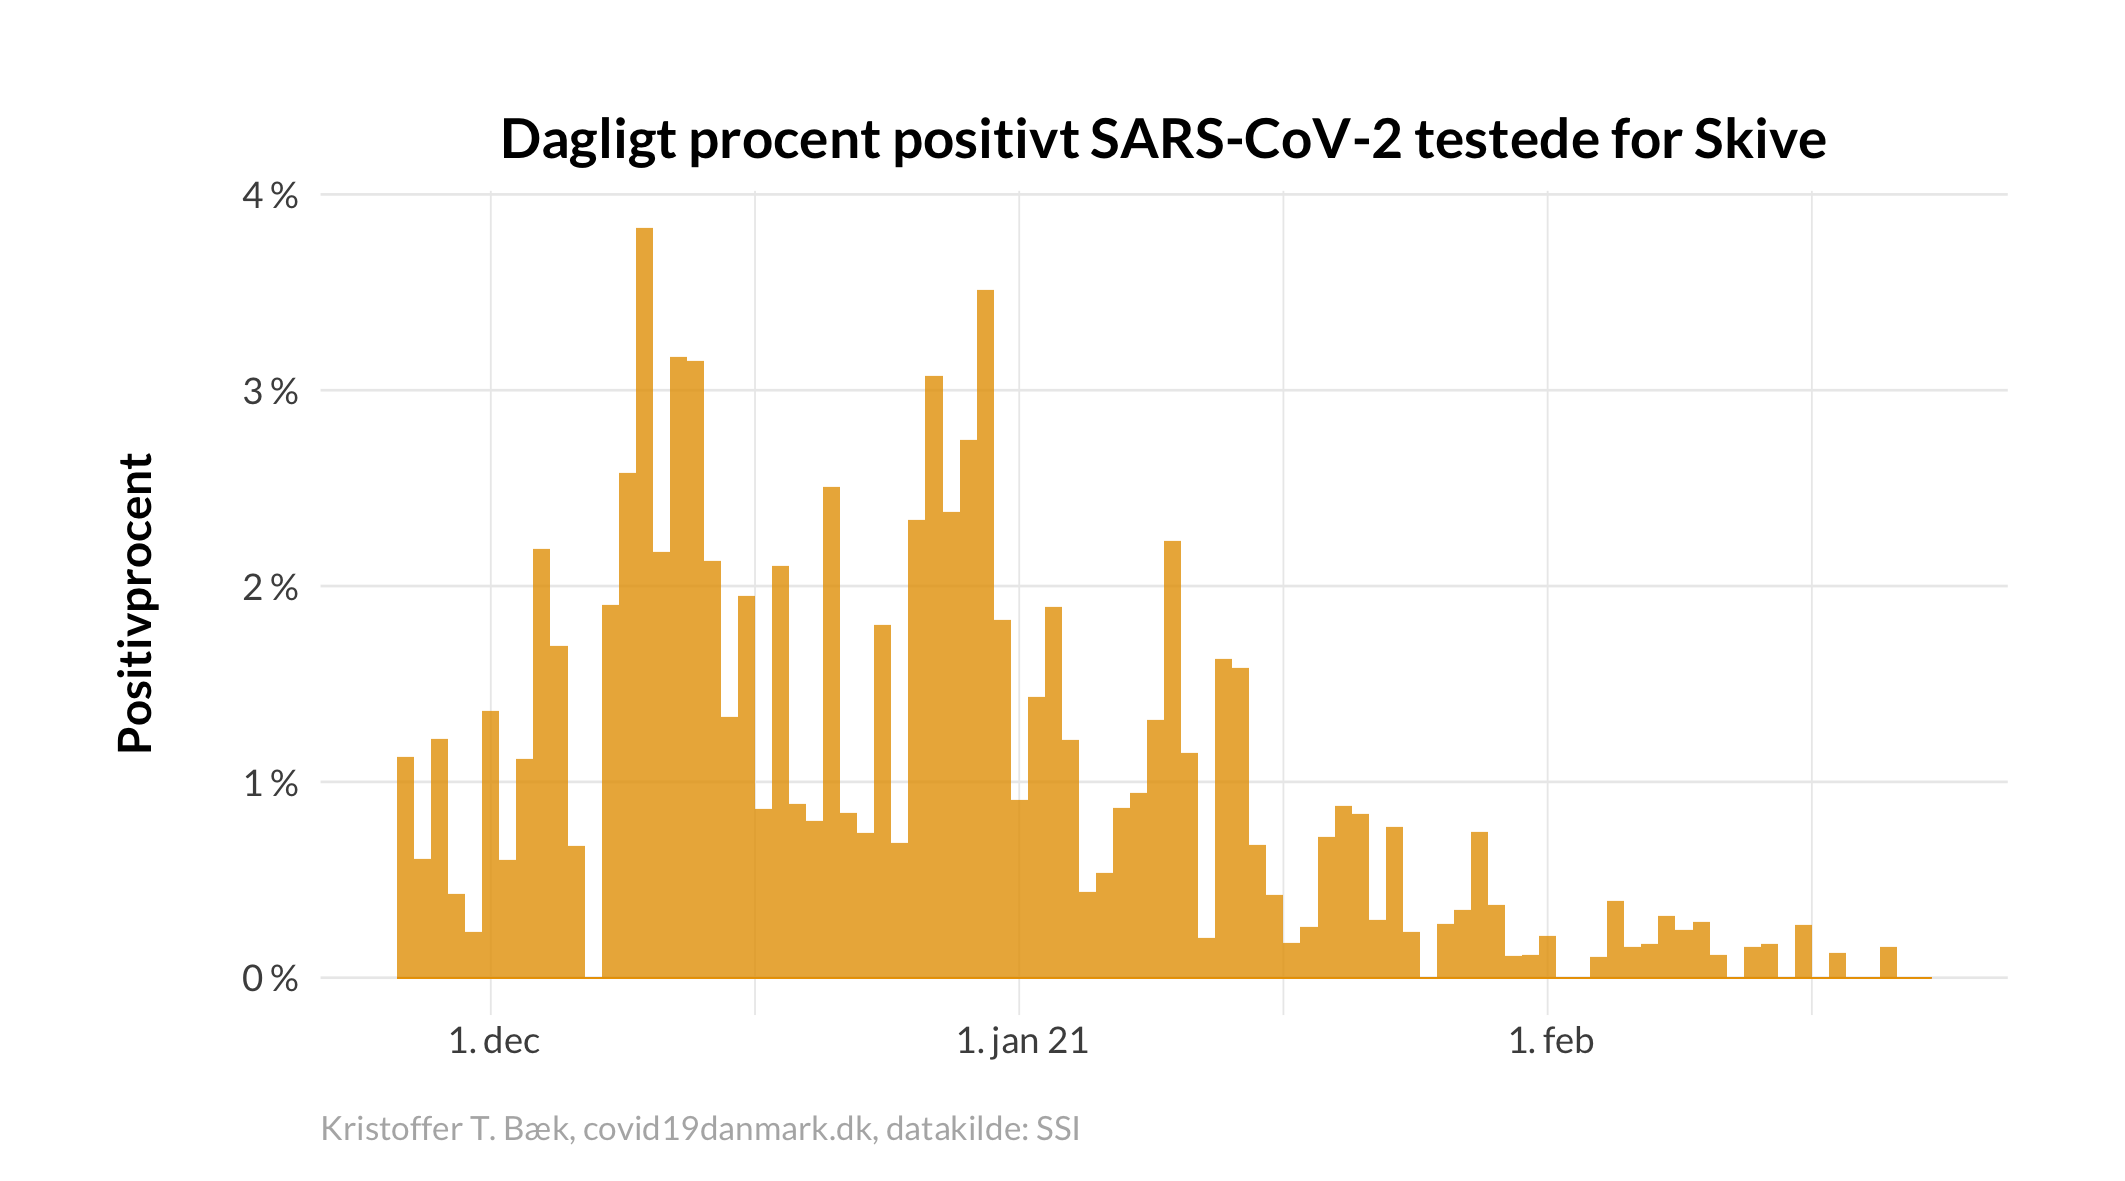 Dagligt procent positivt SARS-CoV-2 testede for Skive
Positivprocent
4 %
3 %
2 %
1 %
0 %
1. dec
1. jan 21
1. feb
Kristoffer T. Bæk, covid19danmark.dk, datakilde: SSI